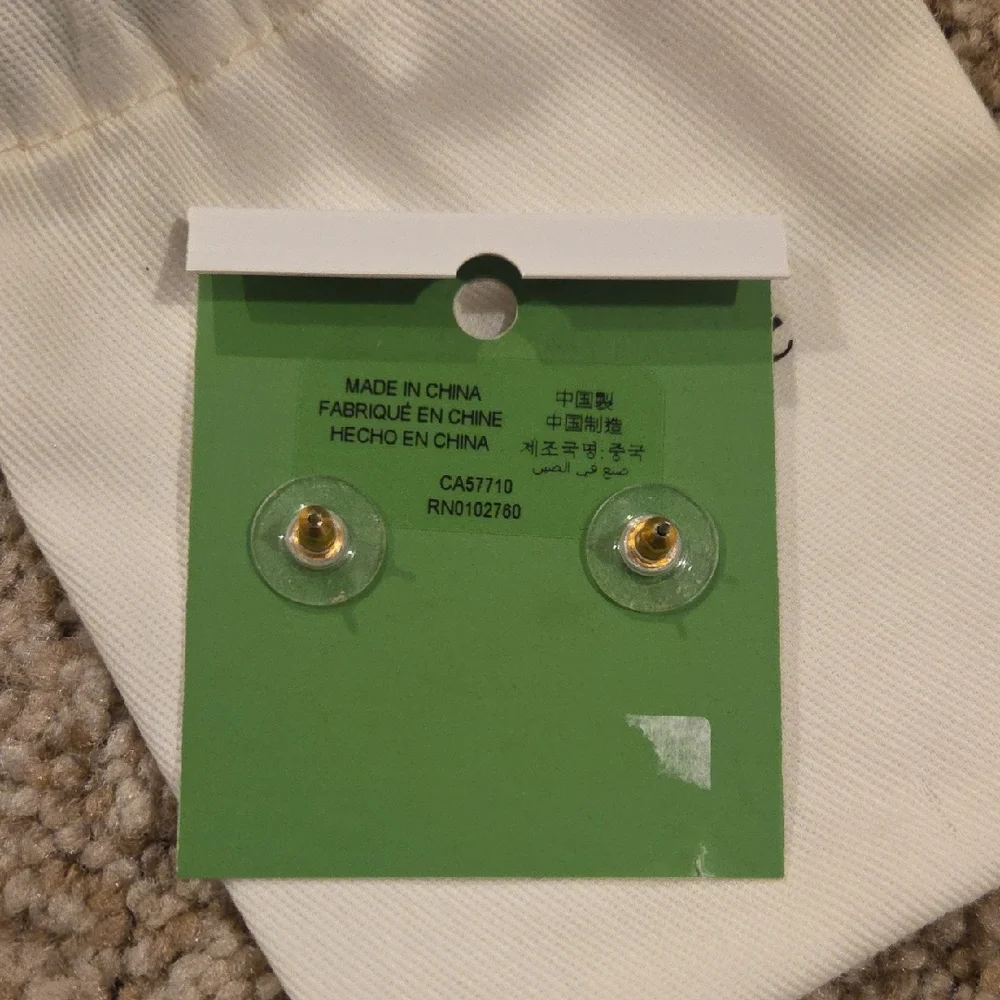 MADE IN CHINA
FABRIQUÉ EN CHINE
HECHO EN CHINA
中国製
中国制造
제조국명:중국
صنع في الصين
CA57710
RN0102760